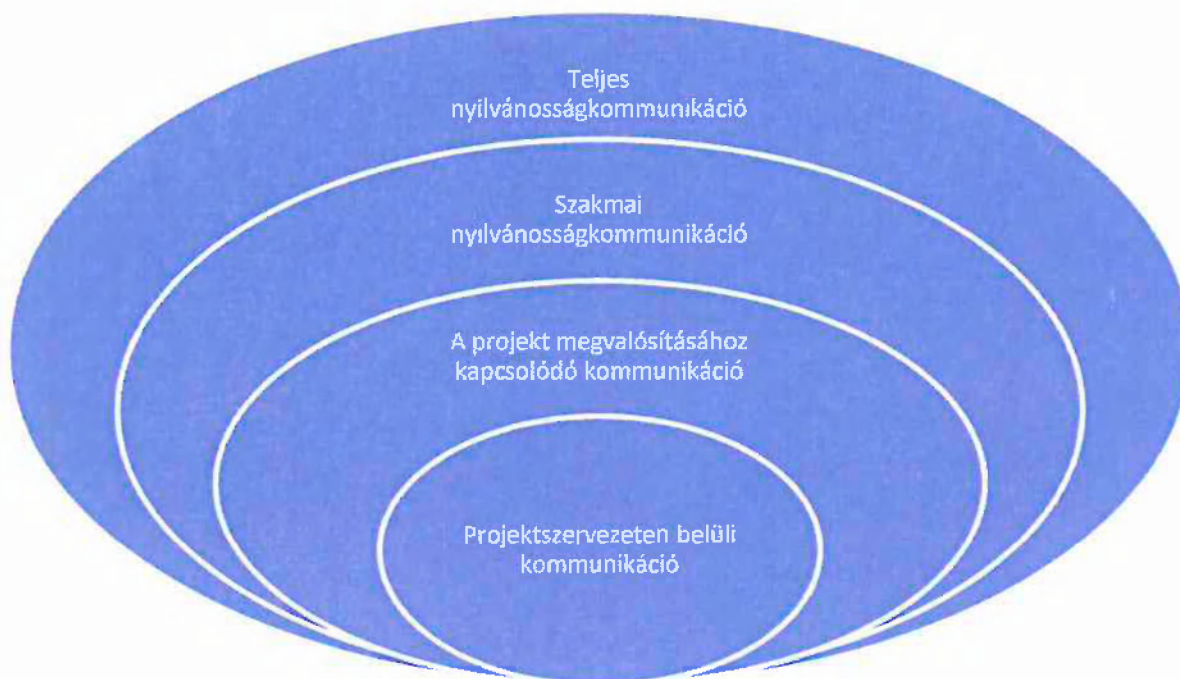 Teljes
nyilvánosságkommunikáció
Szakmai
nyilvánosságkommunikáció
A projekt megvalósításához
kapcsolódó kommunikáció
Projektszervezeten belüli
kommunikáció